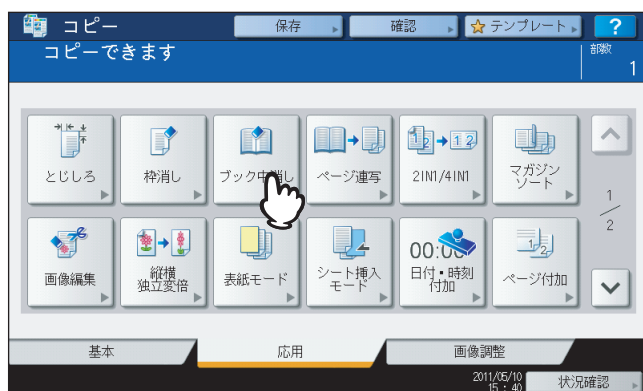 コピー
保存
確認
テンプレート
?
コピーできます
部数
1
とじしろ
枠消し
ブック中消し
ページ連写
2IN1/4IN1
マガジン
ソート
1
2
画像編集
縦横
独立変倍
表紙モード
シート挿入
モード
00:00
日付・時刻
付加
ページ付加
1
2
基本
応用
画像調整
2011/05/10
15:40
状況確認